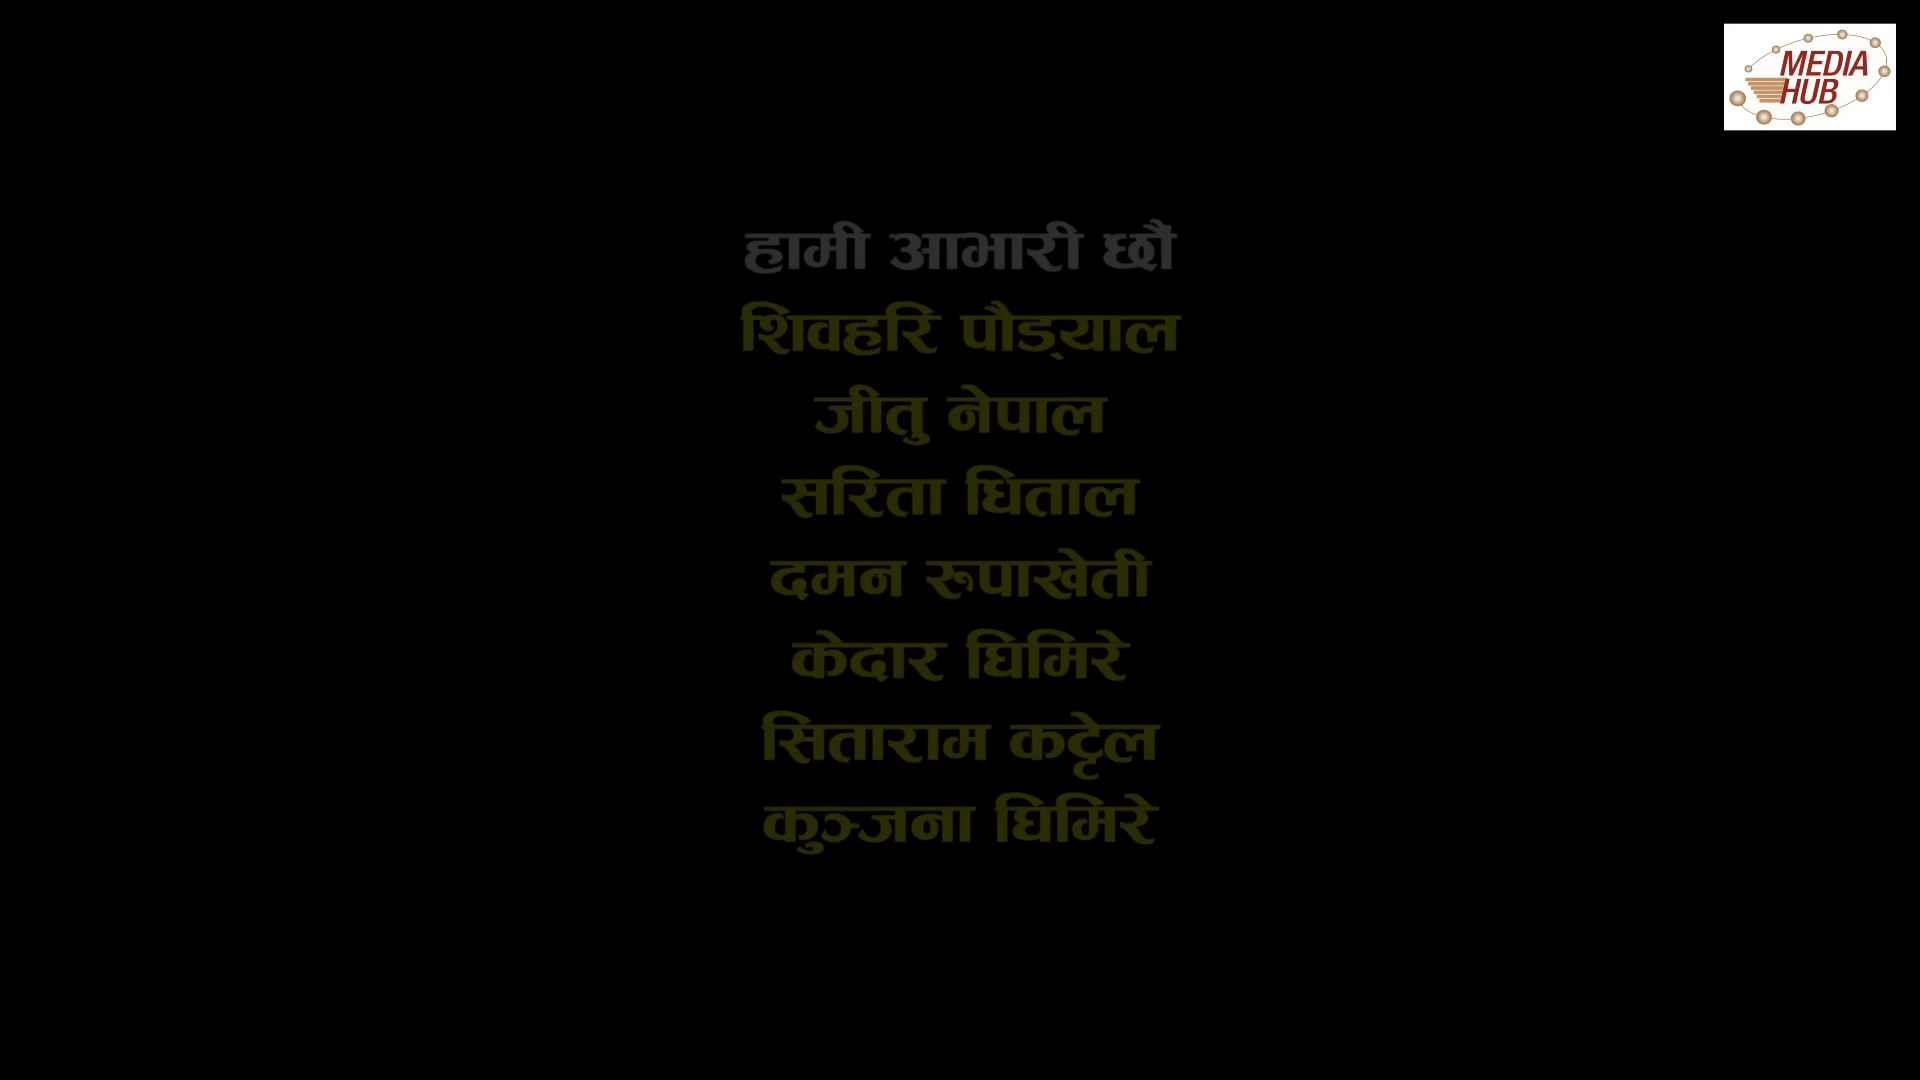 MEDIA
HUB
हामी आभारी छौं
शिवहरि पौड्याल
जीतु नेपाल
सरिता घिताल
दमन रुपाखेती
केदार घिमिरे
सिताराम कट्टेल
कुञ्जना घिमिरे